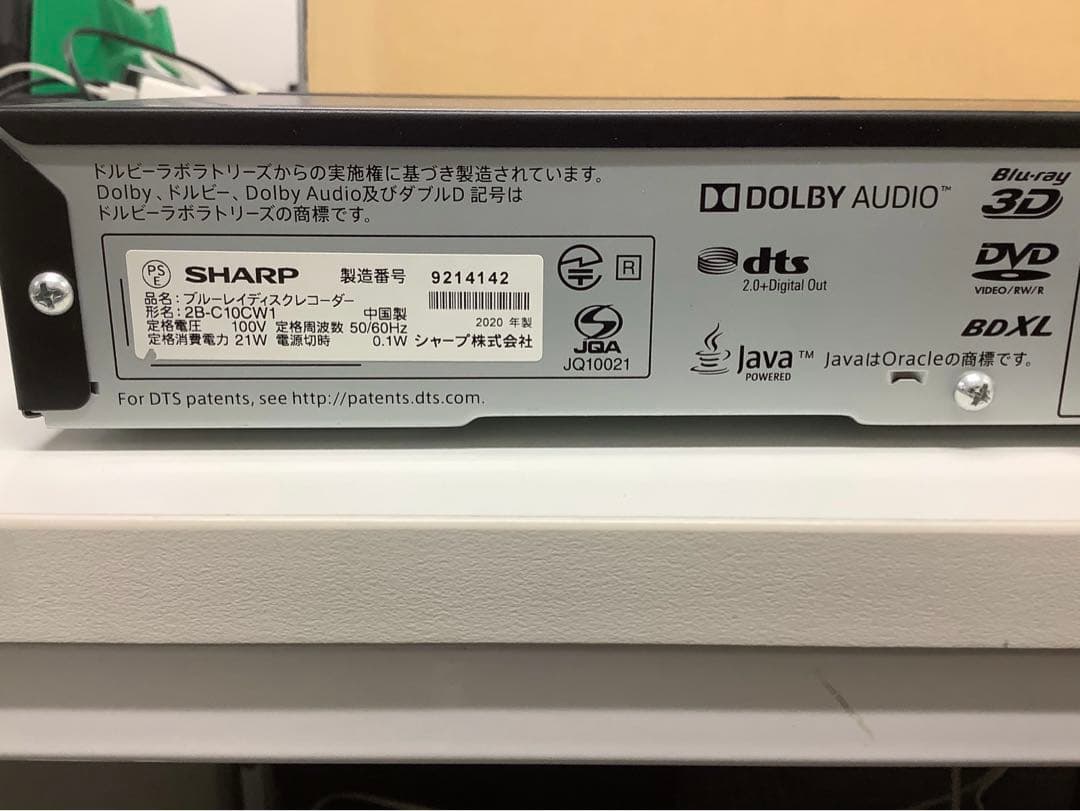 ドルビーラボラトリーズからの実施権に基づき製造されています。
Dolby、ドルビー、Dolby Audio及びダブルD 記号は
ドルビーラボラトリーズの商標です。
PS E SHARP 製造番号 9214142
品名：ブルーレイディスクレコーダー
形名：2B-C10CW1 中国製
2020 年製
定格電圧 100V 定格周波数 50/60Hz
定格消費電力 21W 電源切時 0.1W シャープ株式会社
R
JQA
JQ10021
For DTS patents, see http://patents.dts.com.
DOLBY AUDIO™
Blu-ray 3D
dts
2.0+Digital Out
DVD
VIDEO/RW/R
BDXL
Java™ POWERED
JavaはOracleの商標です。